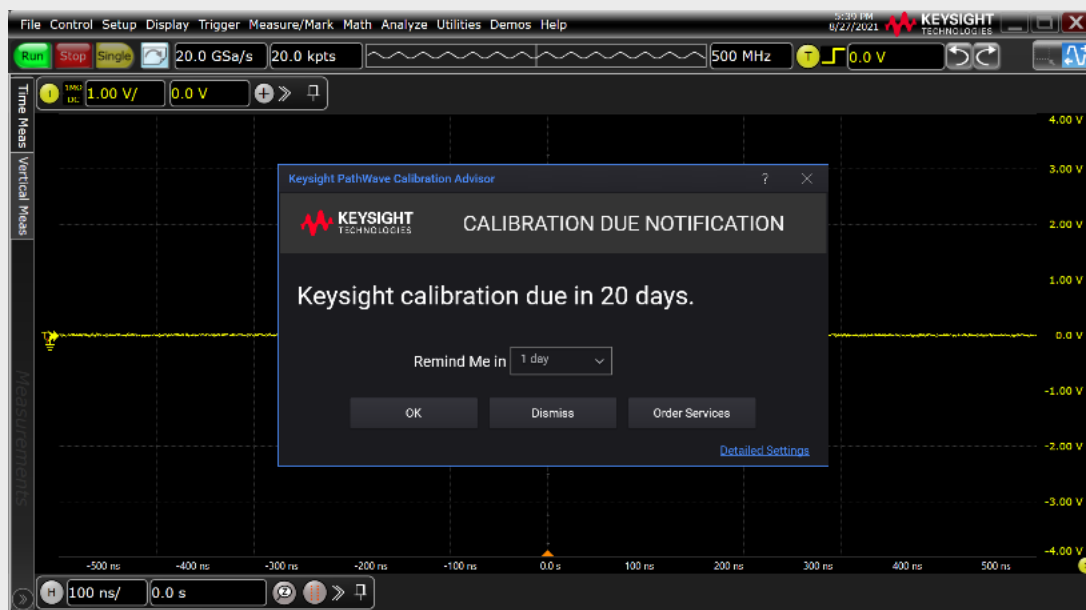 File Control Setup Display Trigger Measure/Mark Math Analyze Utilities Demos Help
5:39 PM
8/27/2021
KEYSIGHT
TECHNOLOGIES
Run Stop Single 20.0 GSa/s 20.0 kpts 500 MHz T 0.0 V
1 1MΩ
DC 1.00 V/ 0.0 V
Time Meas
Vertical Meas
Measurements
4.00 V
3.00 V
2.00 V
1.00 V
0.0 V
-1.00 V
-2.00 V
-3.00 V
-4.00 V
Keysight PathWave Calibration Advisor ?
KEYSIGHT
TECHNOLOGIES
CALIBRATION DUE NOTIFICATION
Keysight calibration due in 20 days.
Remind Me in 1 day
OK Dismiss Order Services
Detailed Settings
-500 ns -400 ns -300 ns -200 ns -100 ns 0.0 s 100 ns 200 ns 300 ns 400 ns 500 ns
H 100 ns/ 0.0 s Z